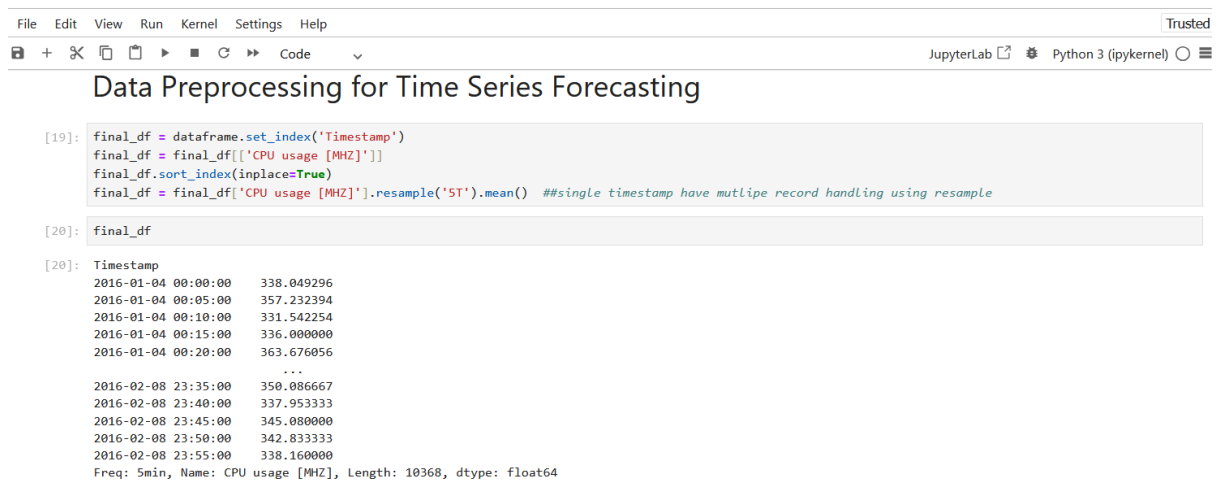 File Edit View Run Kernel Settings Help Trusted
Code JupyterLab Python 3 (ipykernel)
Data Preprocessing for Time Series Forecasting
[19]: final_df = dataframe.set_index('Timestamp')
final_df = final_df[['CPU usage [MHZ]']]
final_df.sort_index(inplace=True)
final_df = final_df['CPU usage [MHZ]'].resample('5T').mean() ##single timestamp have mutlipe record handling using resample
[20]: final_df
[20]: Timestamp
2016-01-04 00:00:00 338.049296
2016-01-04 00:05:00 357.232394
2016-01-04 00:10:00 331.542254
2016-01-04 00:15:00 336.000000
2016-01-04 00:20:00 363.676056
...
2016-02-08 23:35:00 350.086667
2016-02-08 23:40:00 337.953333
2016-02-08 23:45:00 345.080000
2016-02-08 23:50:00 342.833333
2016-02-08 23:55:00 338.160000
Freq: 5min, Name: CPU usage [MHZ], Length: 10368, dtype: float64